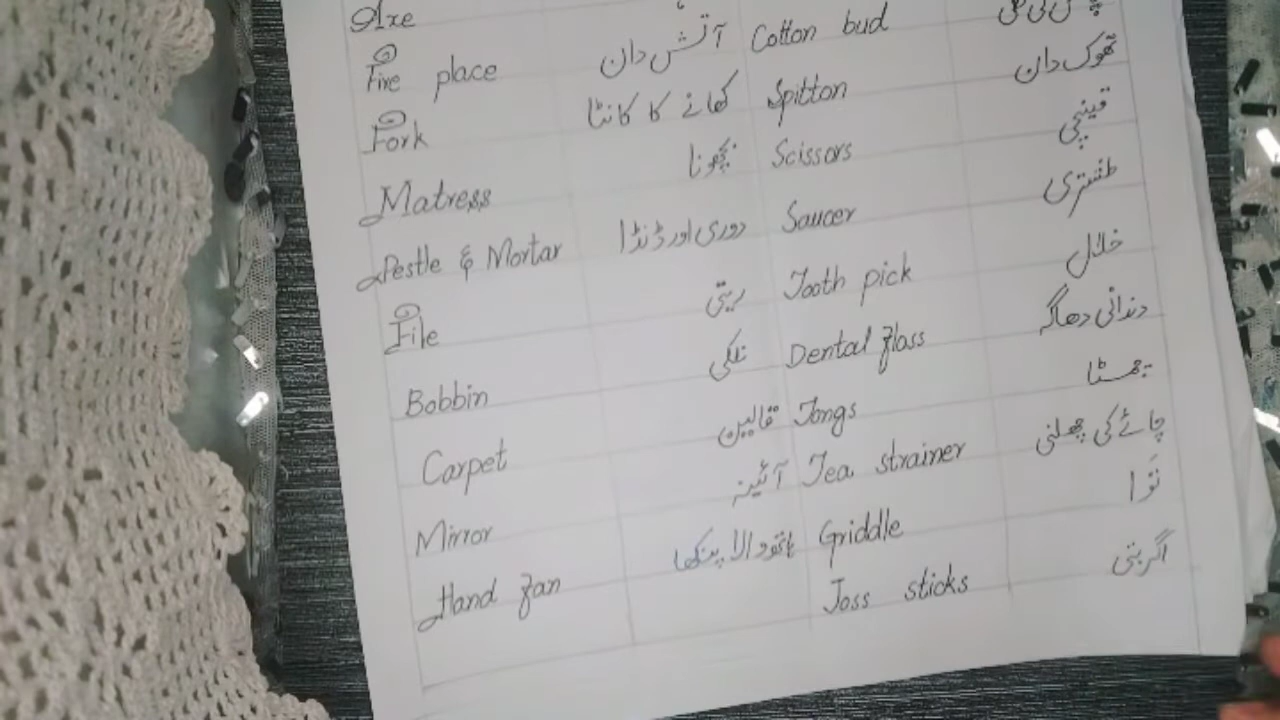 Axe
Fire place آتش دان Cotton bud
Fork کھانے کا کانٹا Spitton تھوک دان
Matress بچھونا Scissors قینچی
Pestle & Mortar دوری اور ڈنڈا Saucer طشتری
File ریتی Tooth pick خلال
Bobbin نلکی Dental floss دندانی دھاگہ
Carpet قالین Tongs چمٹا
Mirror آئینہ Tea strainer چائے کی چھلنی
Hand fan ہاتھ والا پنکھا Griddle تَوَا
Joss sticks اگربتی